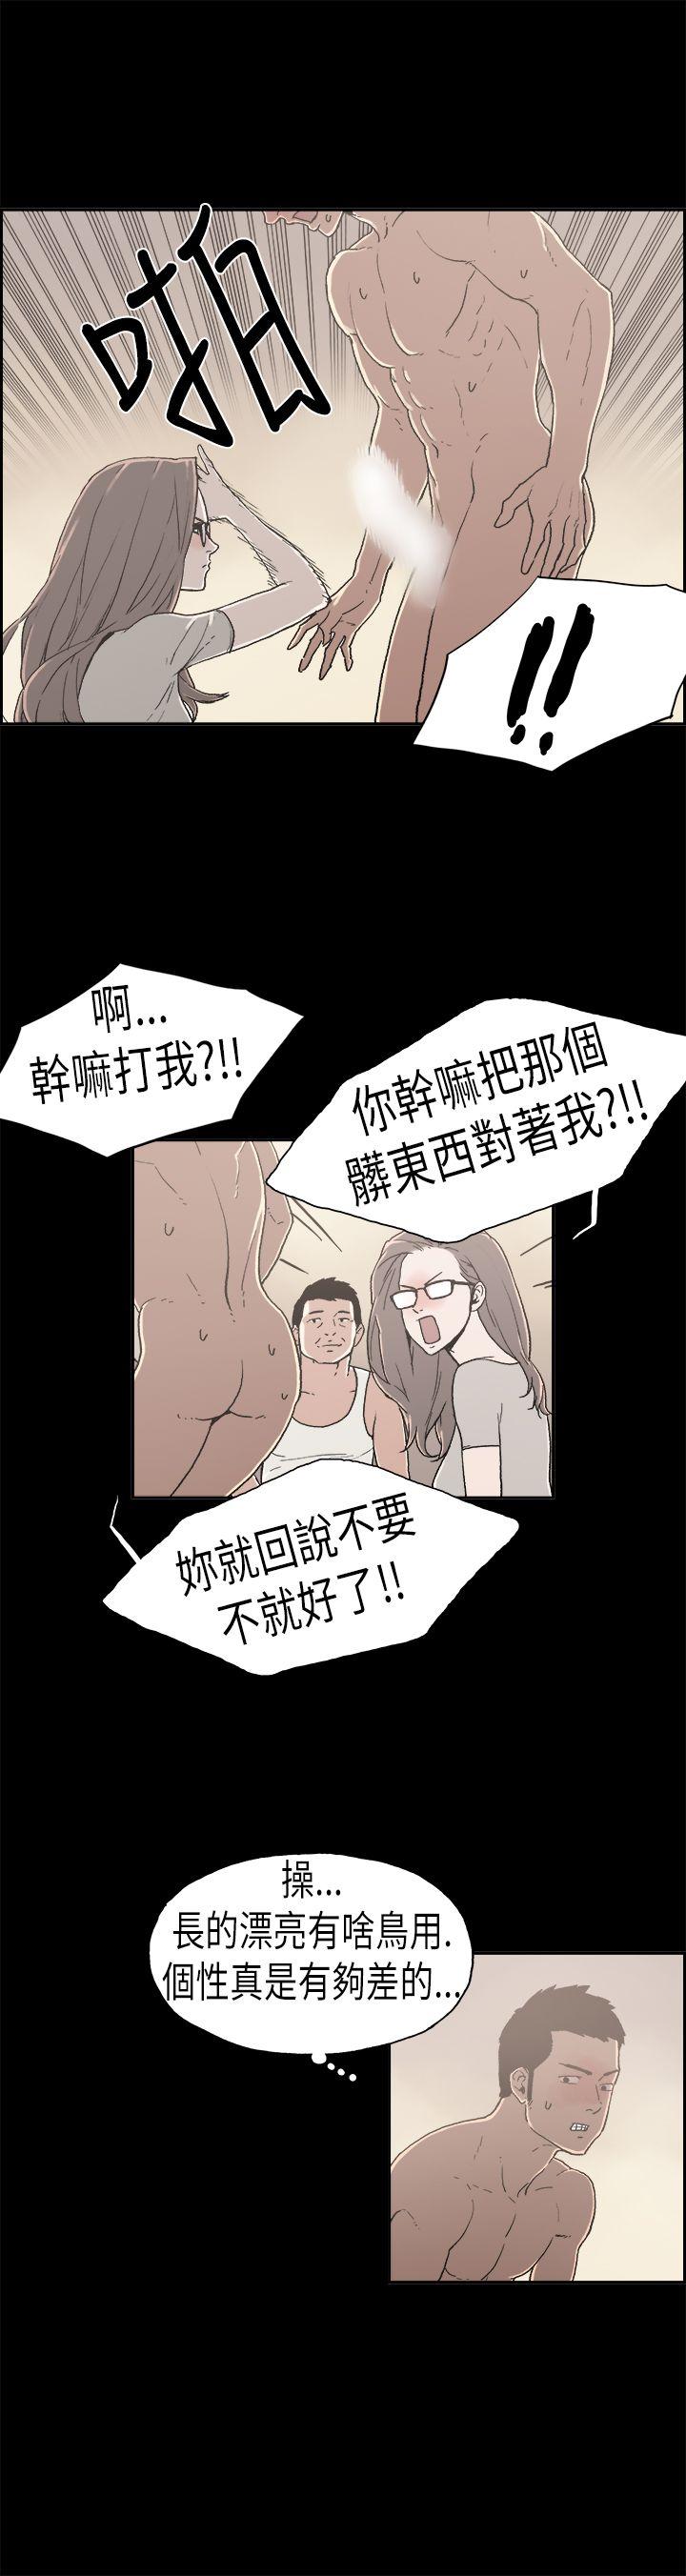 啪
!!
啊...
幹嘛打我?!!
你幹嘛把那個
髒東西對著我?!!
妳就回說不要
不就好了!!
操...
長的漂亮有啥鳥用.
個性真是有夠差的...